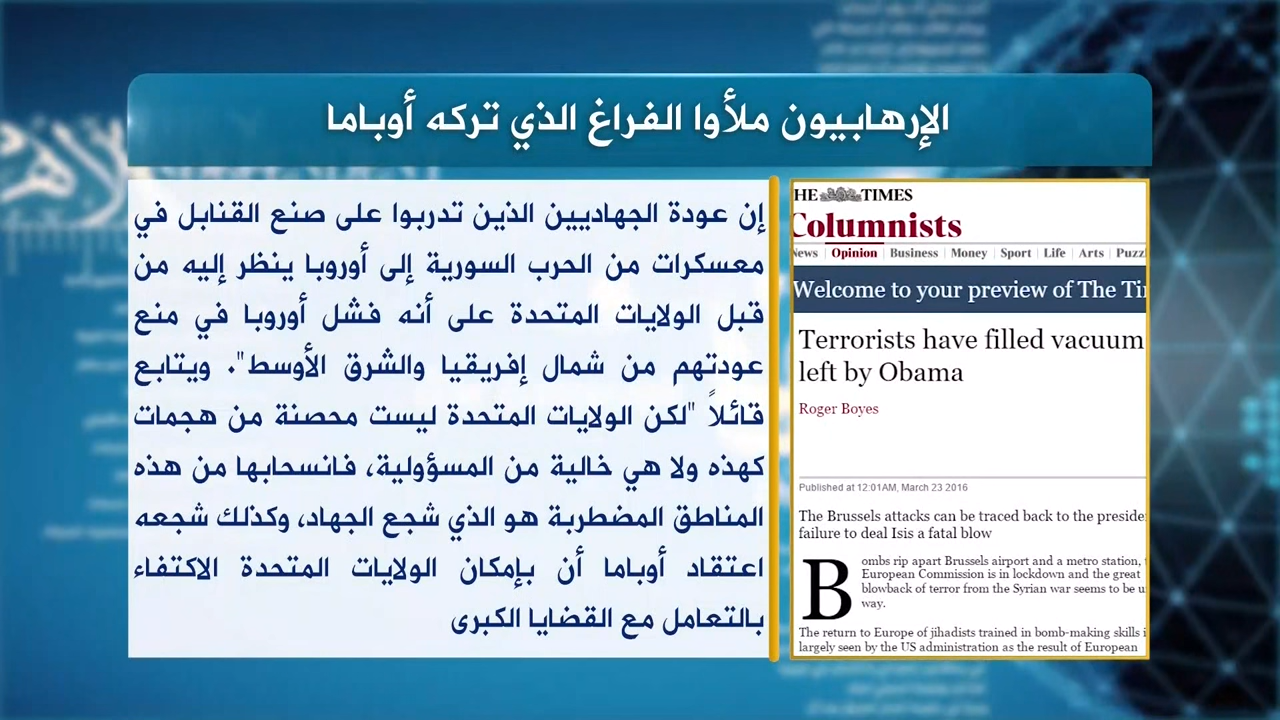 الإرهابيون ملأوا الفراغ الذي تركه أوباما
إن عودة الجهاديين الذين تدربوا على صنع القنابل في
معسكرات من الحرب السورية إلى أوروبا ينظر إليه من
قبل الولايات المتحدة على أنه فشل أوروبا في منع
عودتهم من شمال إفريقيا والشرق الأوسط". ويتابع
قائلاً "لكن الولايات المتحدة ليست محصنة من هجمات
كهذه ولا هي خالية من المسؤولية، فانسحابها من هذه
المناطق المضطربة هو الذي شجع الجهاد، وكذلك شجعه
اعتقاد أوباما أن بإمكان الولايات المتحدة الاكتفاء
بالتعامل مع القضايا الكبرى
HE TIMES
Columnists
News Opinion Business Money Sport Life Arts Puzzl
Welcome to your preview of The Ti
Terrorists have filled vacuum
left by Obama
Roger Boyes
Published at 12:01AM, March 23 2016
The Brussels attacks can be traced back to the preside
failure to deal Isis a fatal blow
Bombs rip apart Brussels airport and a metro station,
European Commission is in lockdown and the great
blowback of terror from the Syrian war seems to be u
way.
The return to Europe of jihadists trained in bomb-making skills i
largely seen by the US administration as the result of European